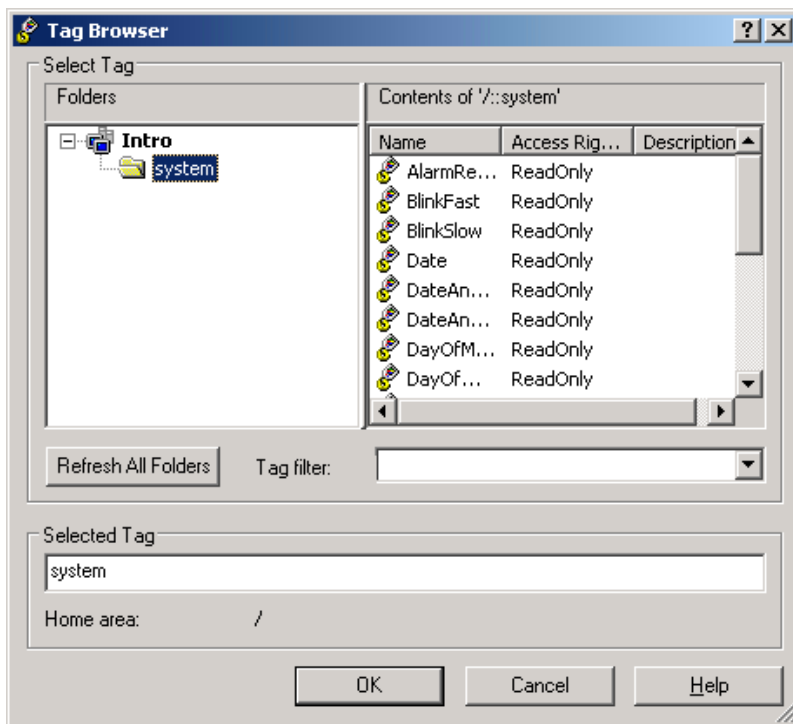 Tag Browser
Select Tag
Folders
Contents of '/::system'
Intro
system
Name Access Rig... Description
AlarmRe... ReadOnly
BlinkFast ReadOnly
BlinkSlow ReadOnly
Date ReadOnly
DateAn... ReadOnly
DateAn... ReadOnly
DayOfM... ReadOnly
DayOf... ReadOnly
Refresh All Folders Tag filter:
Selected Tag
system
Home area: /
OK Cancel Help